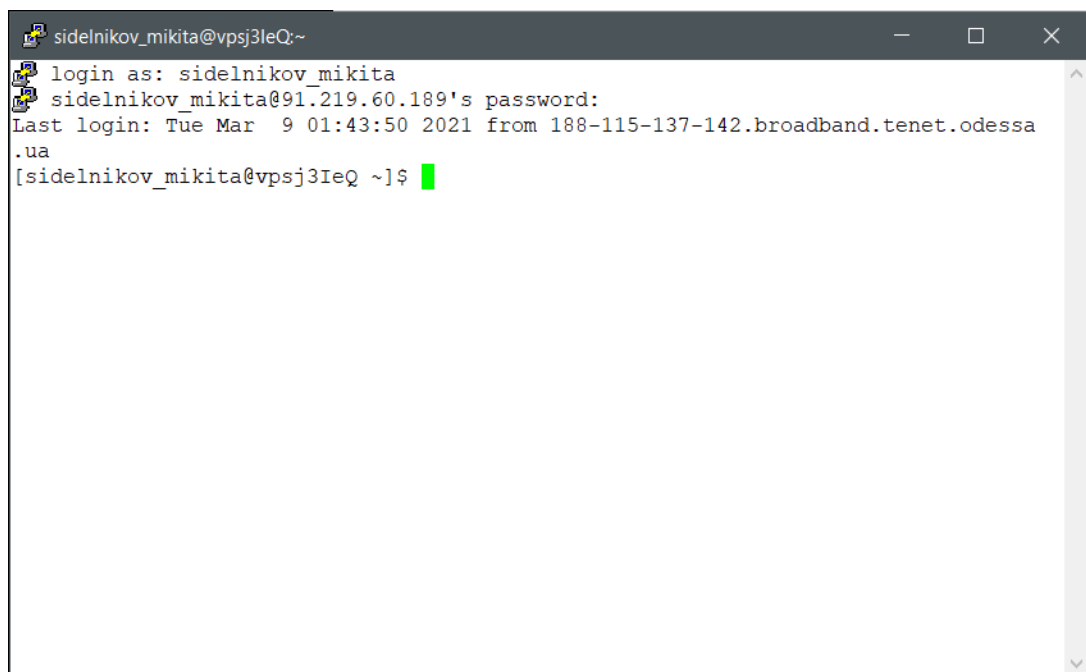 sidelnikov_mikita@vpsj3IeQ:~
login as: sidelnikov_mikita
sidelnikov_mikita@91.219.60.189's password:
Last login: Tue Mar  9 01:43:50 2021 from 188-115-137-142.broadband.tenet.odessa
.ua
[sidelnikov_mikita@vpsj3IeQ ~]$